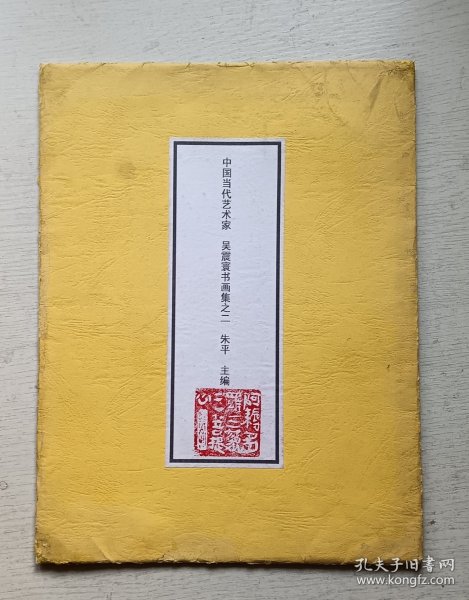 中国当代艺术家 吴震寰书画集之二 朱平 主编
孔夫子旧书网
www.kongfz.com